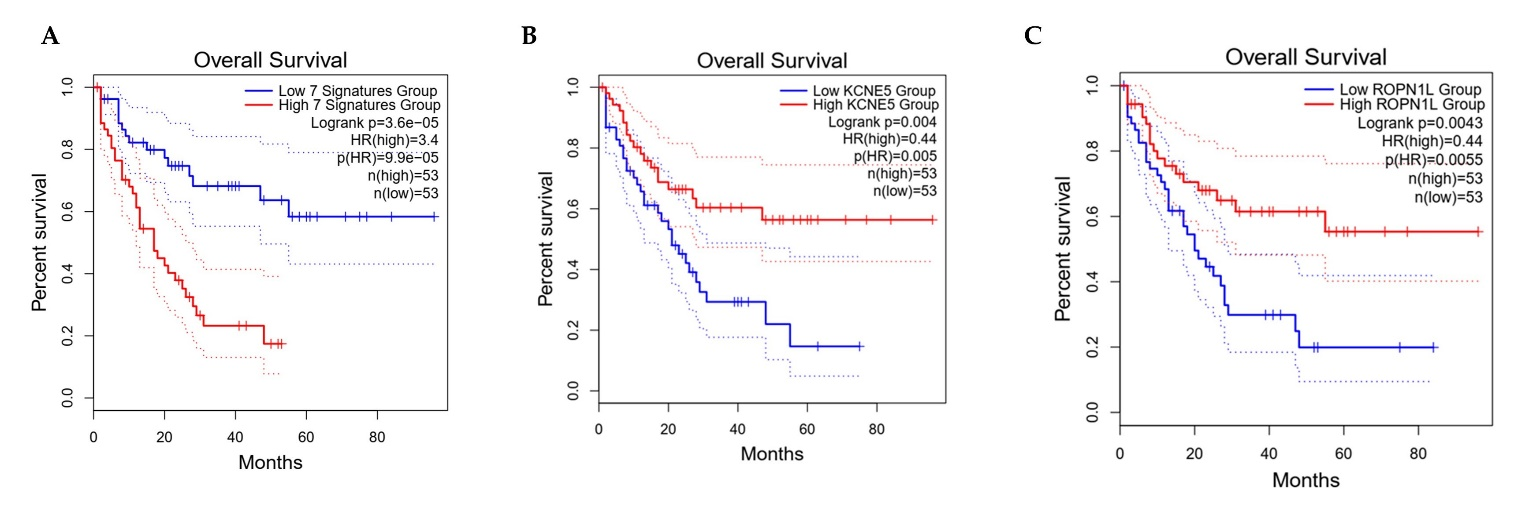 A
Overall Survival
Low 7 Signatures Group
High 7 Signatures Group
Logrank p=3.6e−05
HR(high)=3.4
p(HR)=9.9e−05
n(high)=53
n(low)=53
Percent survival
1.0
0.8
0.6
0.4
0.2
0.0
0 20 40 60 80
Months
B
Overall Survival
Low KCNE5 Group
High KCNE5 Group
Logrank p=0.004
HR(high)=0.44
p(HR)=0.005
n(high)=53
n(low)=53
Percent survival
1.0
0.8
0.6
0.4
0.2
0.0
0 20 40 60 80
Months
C
Overall Survival
Low ROPN1L Group
High ROPN1L Group
Logrank p=0.0043
HR(high)=0.44
p(HR)=0.0055
n(high)=53
n(low)=53
Percent survival
1.0
0.8
0.6
0.4
0.2
0.0
0 20 40 60 80
Months